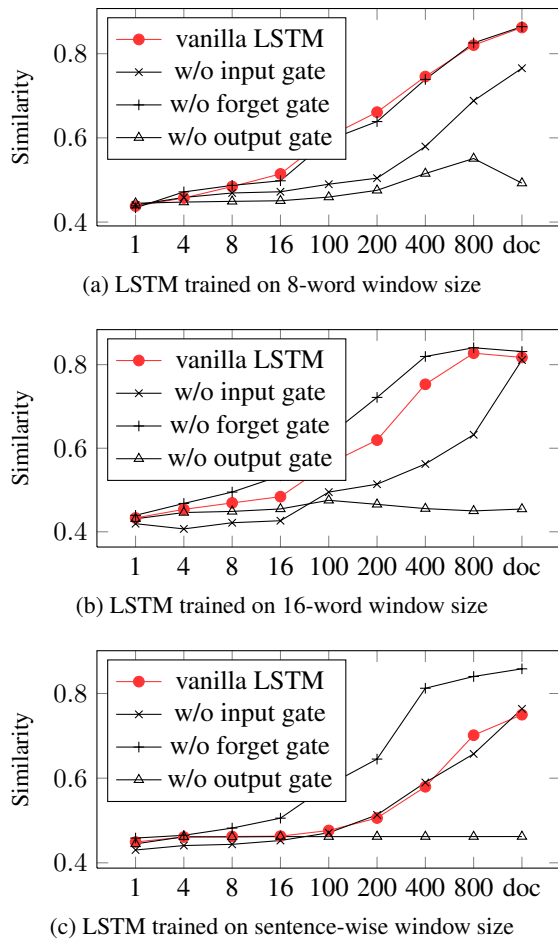 0.8
0.6
0.4
Similarity
vanilla LSTM
w/o input gate
w/o forget gate
w/o output gate
1 4 8 16 100 200 400 800 doc
(a) LSTM trained on 8-word window size
0.8
0.6
0.4
Similarity
vanilla LSTM
w/o input gate
w/o forget gate
w/o output gate
1 4 8 16 100 200 400 800 doc
(b) LSTM trained on 16-word window size
0.8
0.6
0.4
Similarity
vanilla LSTM
w/o input gate
w/o forget gate
w/o output gate
1 4 8 16 100 200 400 800 doc
(c) LSTM trained on sentence-wise window size